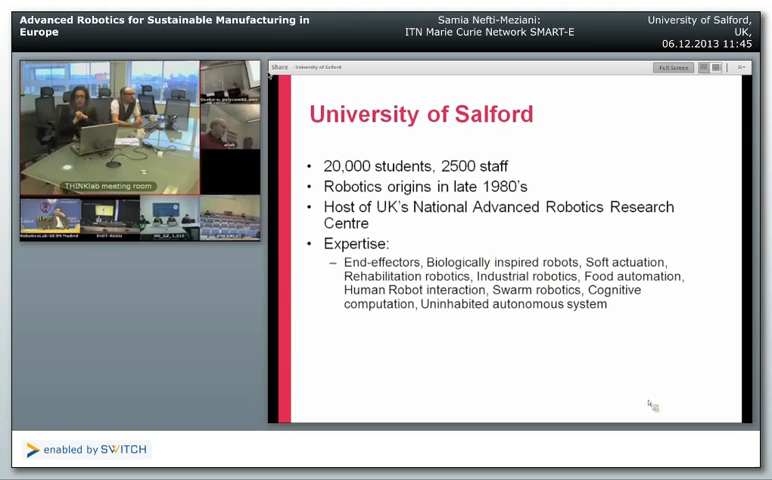 Advanced Robotics for Sustainable Manufacturing in
Europe
Samia Nefti-Meziani:
ITN Marie Curie Network SMART-E
University of Salford,
UK,
06.12.2013 11:45
Share
University of Salford
Full Screen
THINKlab meeting room
University of Salford
• 20,000 students, 2500 staff
• Robotics origins in late 1980's
• Host of UK's National Advanced Robotics Research
Centre
• Expertise:
– End-effectors, Biologically inspired robots, Soft actuation,
Rehabilitation robotics, Industrial robotics, Food automation,
Human Robot interaction, Swarm robotics, Cognitive
computation, Uninhabited autonomous system
enabled by SWITCH